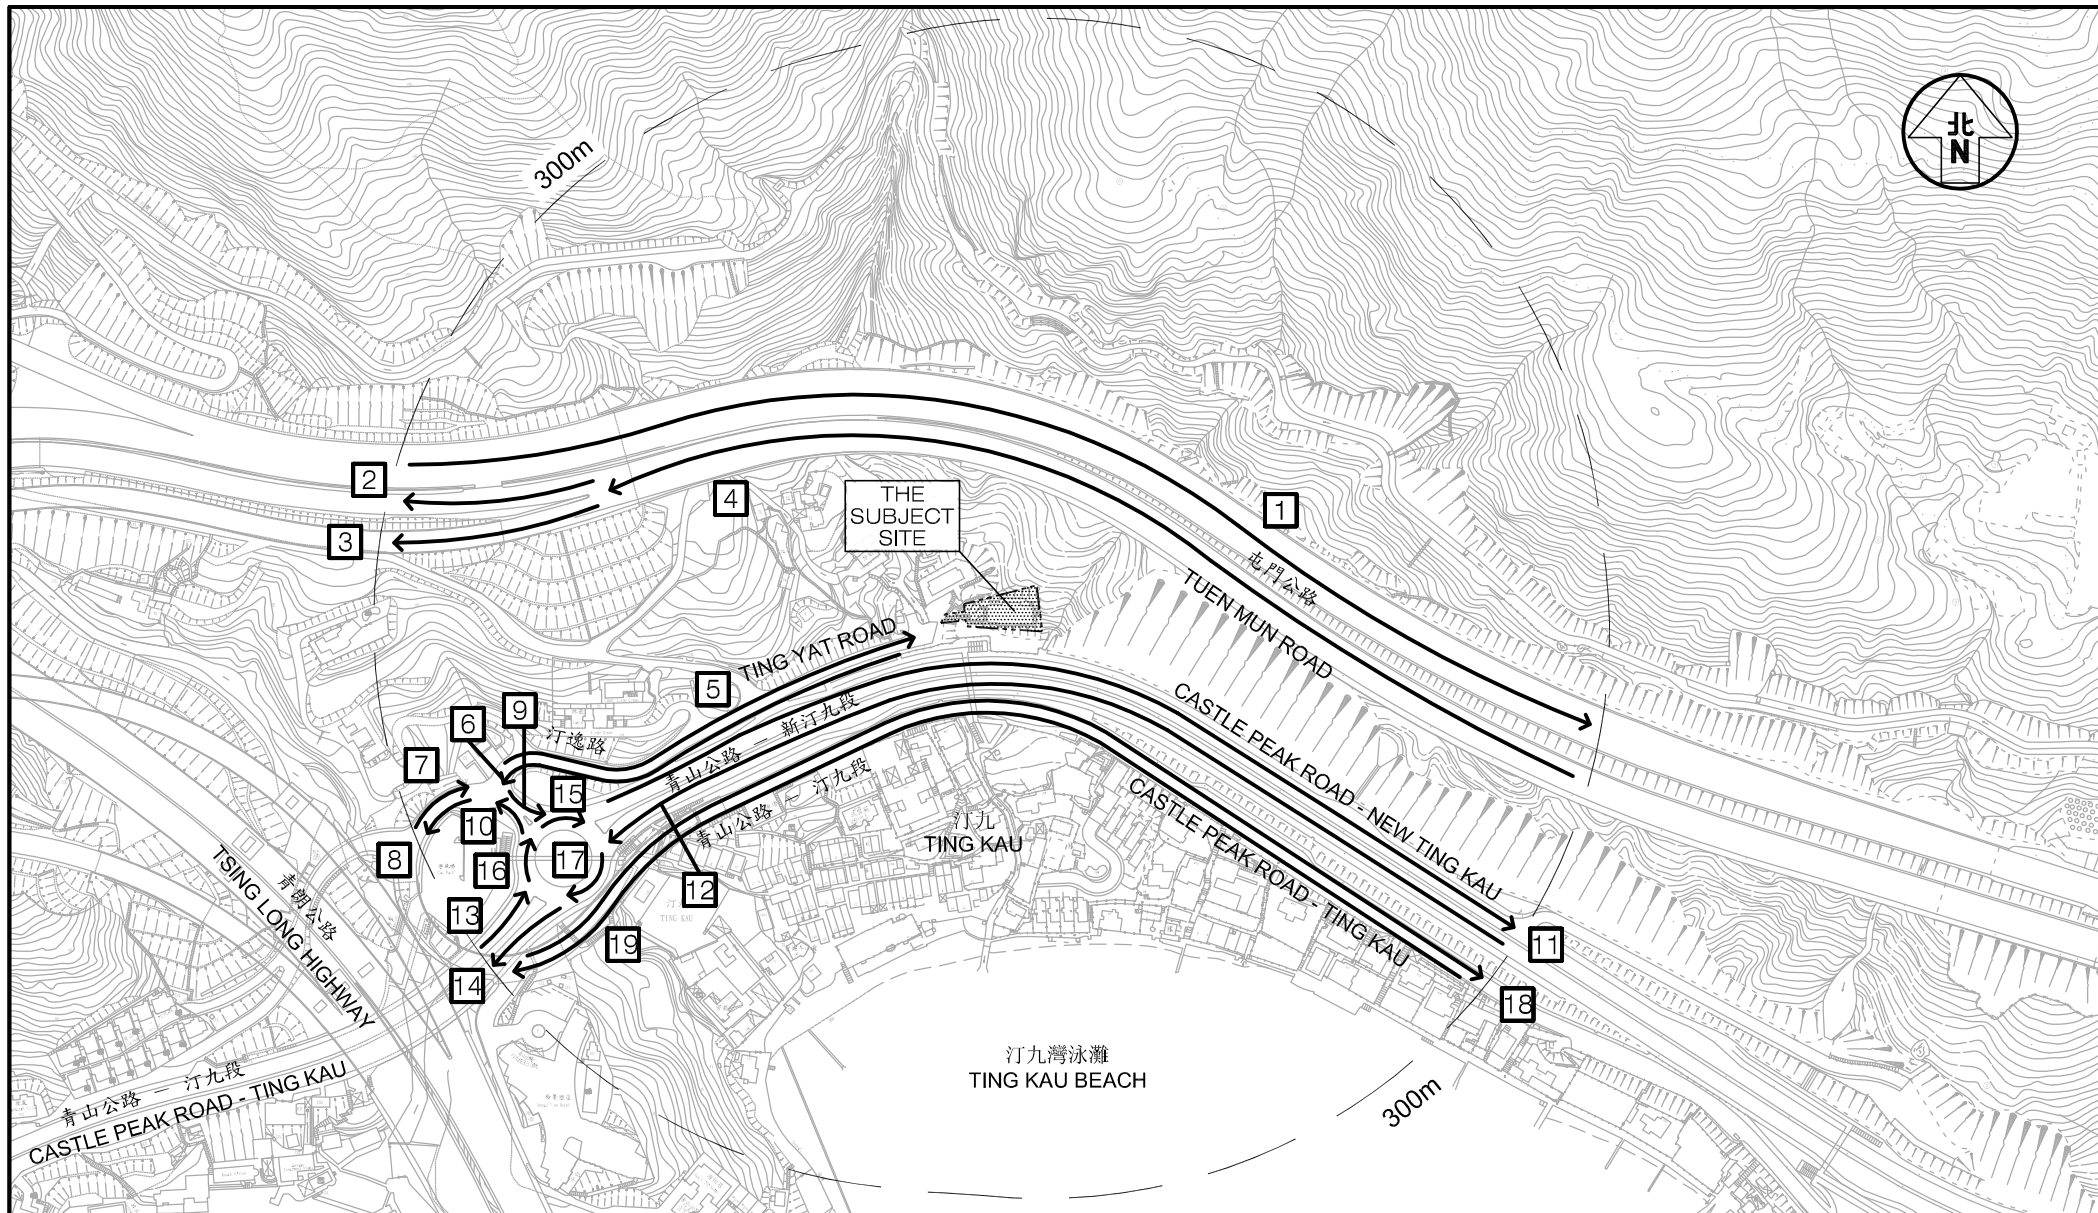 300m
北
N
2
3
4
THE
SUBJECT
SITE
1
屯門公路
TUEN MUN ROAD
TING YAT ROAD
5
9
6
汀逸路
7
15
10
8
16
17
13
14
19
12
青山公路 — 新汀九段
青山公路 — 汀九段
CASTLE PEAK ROAD - NEW TING KAU
CASTLE PEAK ROAD - TING KAU
汀九
TING KAU
11
18
青朗公路
TSING LONG HIGHWAY
青山公路 — 汀九段
CASTLE PEAK ROAD - TING KAU
汀九灣泳灘
TING KAU BEACH
300m
TING KAU